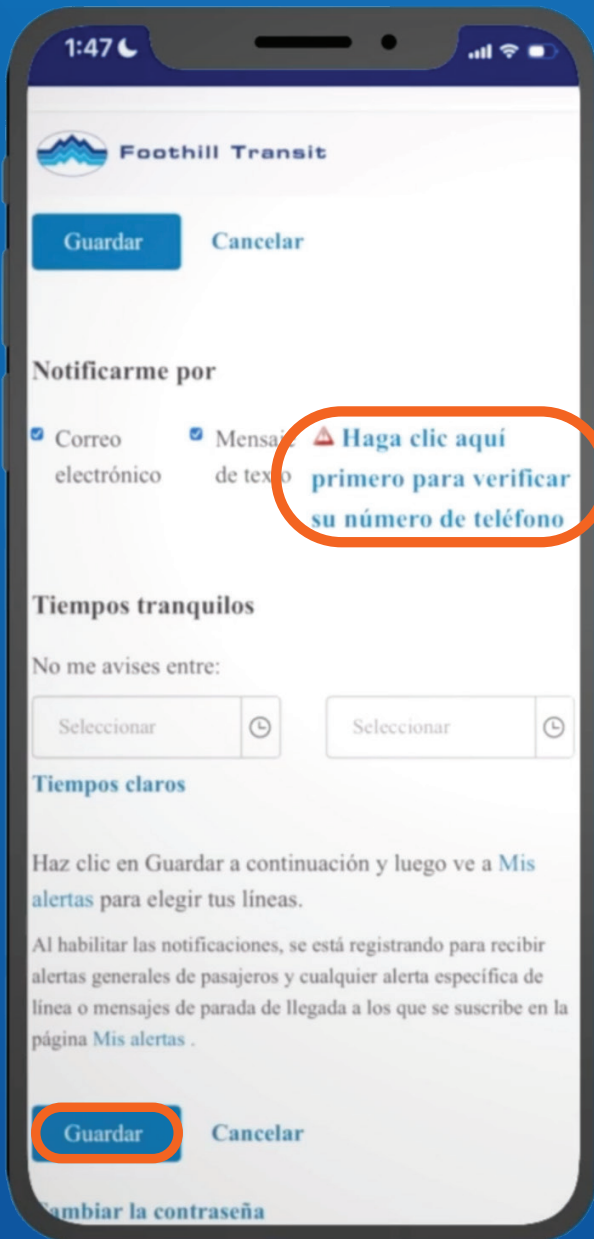 1:47
Foothill Transit
Guardar Cancelar
Notificarme por
Correo electrónico
Mensaje de texto
Haga clic aquí
primero para verificar
su número de teléfono
Tiempos tranquilos
No me avises entre:
Seleccionar Seleccionar
Tiempos claros
Haz clic en Guardar a continuación y luego ve a Mis
alertas para elegir tus líneas.
Al habilitar las notificaciones, se está registrando para recibir
alertas generales de pasajeros y cualquier alerta específica de
línea o mensajes de parada de llegada a los que se suscribe en la
página Mis alertas .
Guardar Cancelar
Cambiar la contraseña